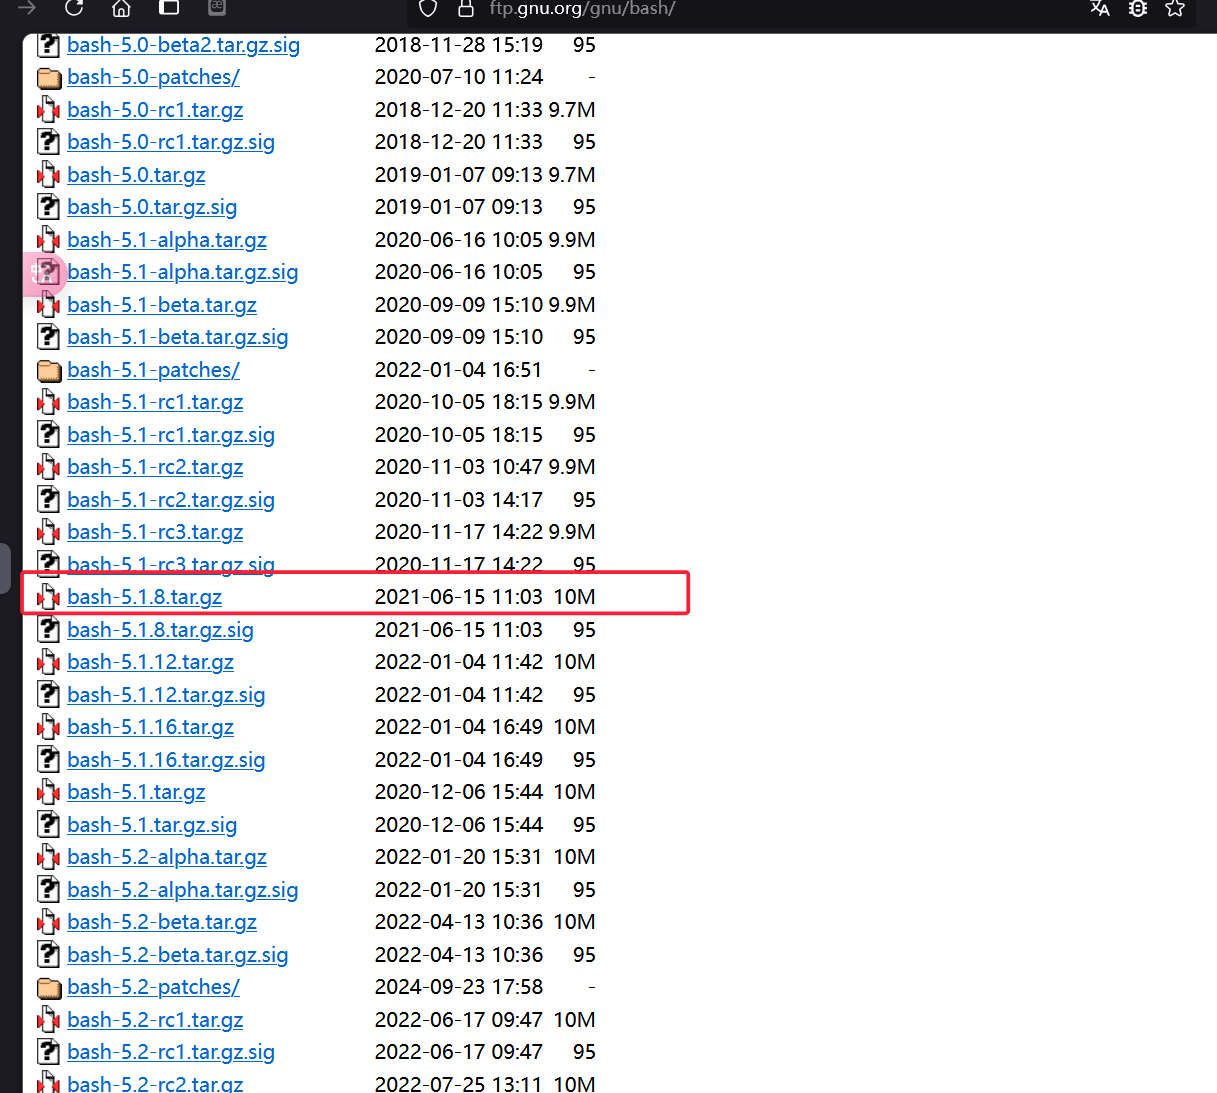 ftp.gnu.org/gnu/bash/
bash-5.0-beta2.tar.gz.sig 2018-11-28 15:19 95
bash-5.0-patches/ 2020-07-10 11:24 -
bash-5.0-rc1.tar.gz 2018-12-20 11:33 9.7M
bash-5.0-rc1.tar.gz.sig 2018-12-20 11:33 95
bash-5.0.tar.gz 2019-01-07 09:13 9.7M
bash-5.0.tar.gz.sig 2019-01-07 09:13 95
bash-5.1-alpha.tar.gz 2020-06-16 10:05 9.9M
bash-5.1-alpha.tar.gz.sig 2020-06-16 10:05 95
bash-5.1-beta.tar.gz 2020-09-09 15:10 9.9M
bash-5.1-beta.tar.gz.sig 2020-09-09 15:10 95
bash-5.1-patches/ 2022-01-04 16:51 -
bash-5.1-rc1.tar.gz 2020-10-05 18:15 9.9M
bash-5.1-rc1.tar.gz.sig 2020-10-05 18:15 95
bash-5.1-rc2.tar.gz 2020-11-03 10:47 9.9M
bash-5.1-rc2.tar.gz.sig 2020-11-03 14:17 95
bash-5.1-rc3.tar.gz 2020-11-17 14:22 9.9M
bash-5.1-rc3.tar.gz.sig 2020-11-17 14:22 95
bash-5.1.8.tar.gz 2021-06-15 11:03 10M
bash-5.1.8.tar.gz.sig 2021-06-15 11:03 95
bash-5.1.12.tar.gz 2022-01-04 11:42 10M
bash-5.1.12.tar.gz.sig 2022-01-04 11:42 95
bash-5.1.16.tar.gz 2022-01-04 16:49 10M
bash-5.1.16.tar.gz.sig 2022-01-04 16:49 95
bash-5.1.tar.gz 2020-12-06 15:44 10M
bash-5.1.tar.gz.sig 2020-12-06 15:44 95
bash-5.2-alpha.tar.gz 2022-01-20 15:31 10M
bash-5.2-alpha.tar.gz.sig 2022-01-20 15:31 95
bash-5.2-beta.tar.gz 2022-04-13 10:36 10M
bash-5.2-beta.tar.gz.sig 2022-04-13 10:36 95
bash-5.2-patches/ 2024-09-23 17:58 -
bash-5.2-rc1.tar.gz 2022-06-17 09:47 10M
bash-5.2-rc1.tar.gz.sig 2022-06-17 09:47 95
bash-5.2-rc2.tar.gz 2022-07-25 13:11 10M